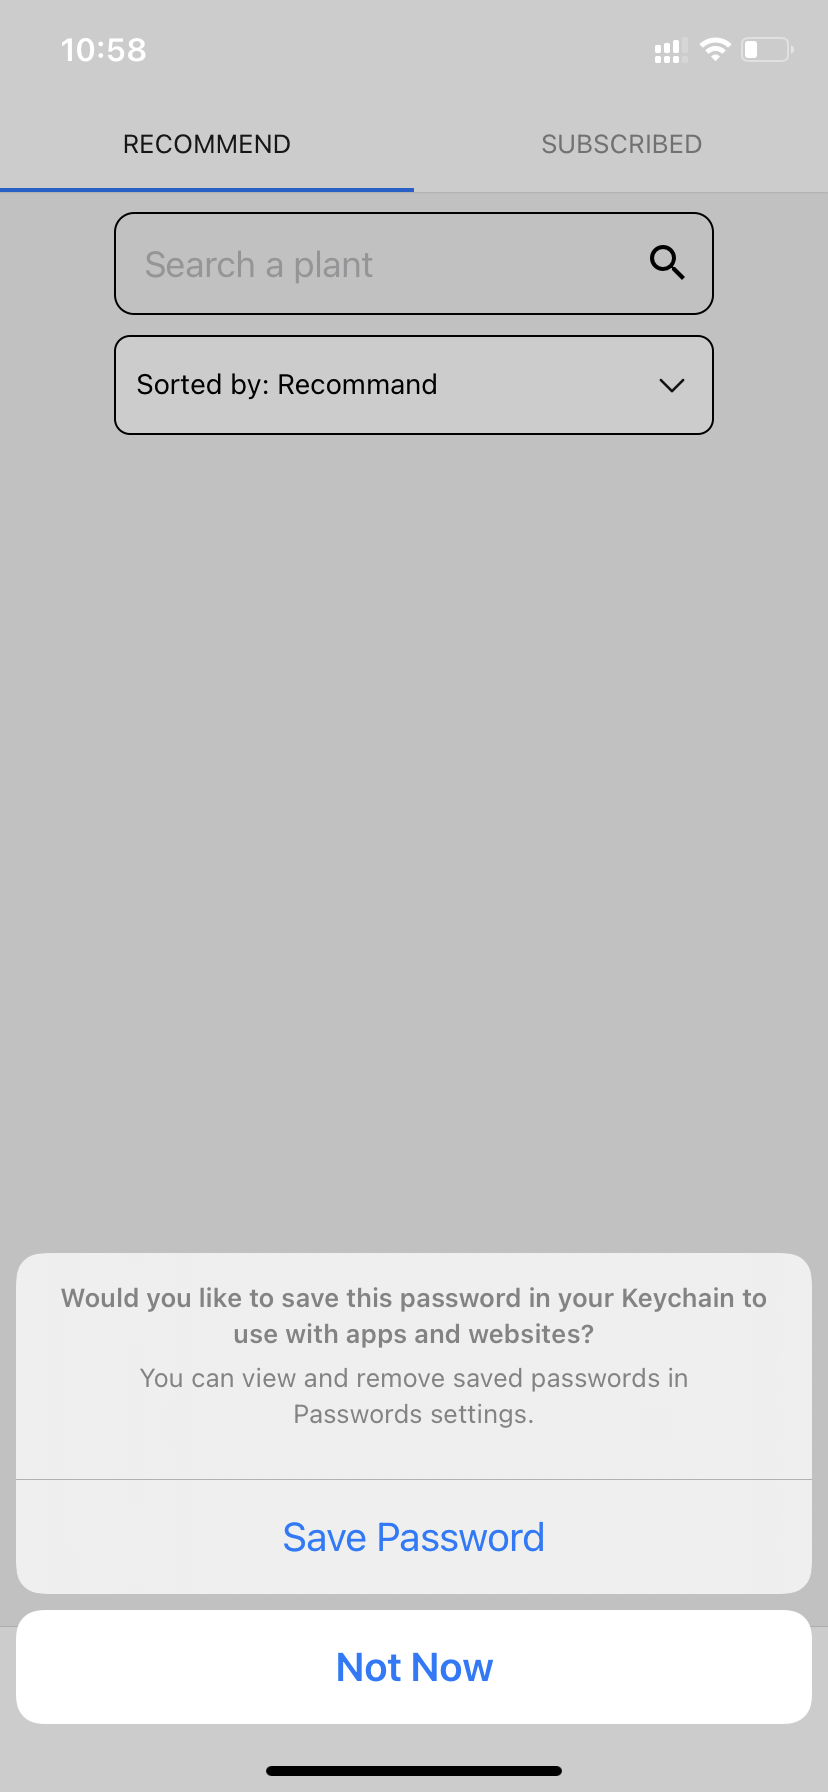 10:58
RECOMMEND
SUBSCRIBED
Search a plant
Sorted by: Recommand
Would you like to save this password in your Keychain to
use with apps and websites?
You can view and remove saved passwords in
Passwords settings.
Save Password
Not Now